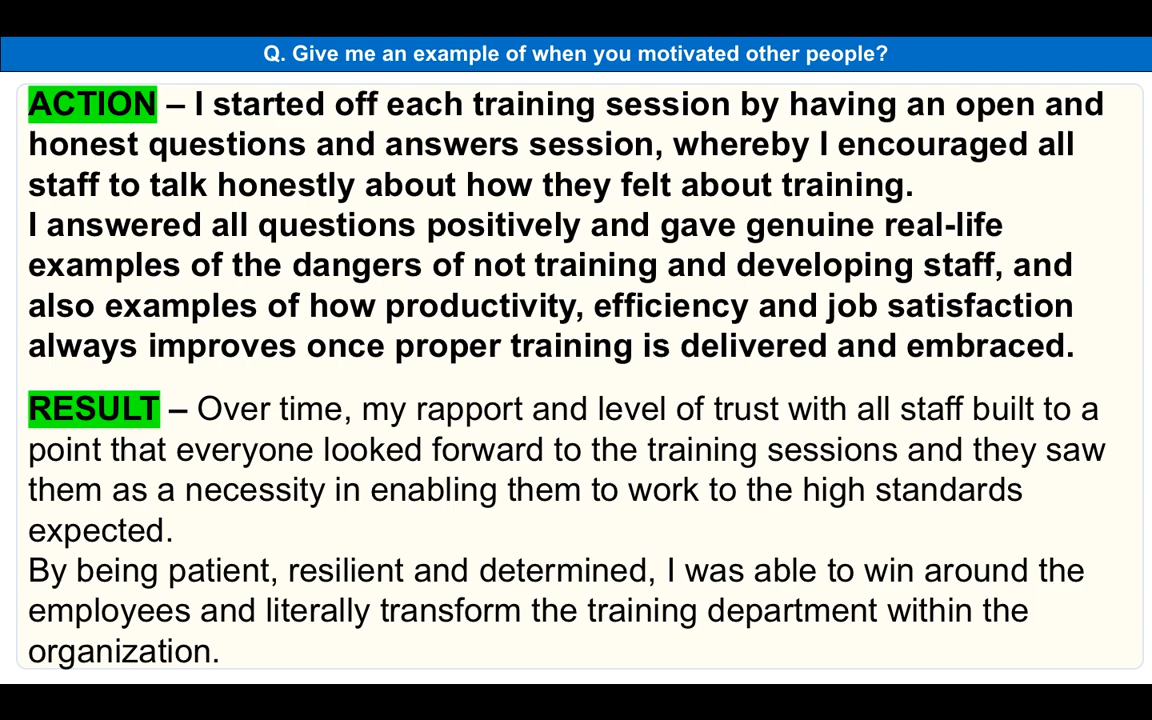 Q. Give me an example of when you motivated other people?
ACTION – I started off each training session by having an open and
honest questions and answers session, whereby I encouraged all
staff to talk honestly about how they felt about training.
I answered all questions positively and gave genuine real-life
examples of the dangers of not training and developing staff, and
also examples of how productivity, efficiency and job satisfaction
always improves once proper training is delivered and embraced.
RESULT – Over time, my rapport and level of trust with all staff built to a
point that everyone looked forward to the training sessions and they saw
them as a necessity in enabling them to work to the high standards
expected.
By being patient, resilient and determined, I was able to win around the
employees and literally transform the training department within the
organization.